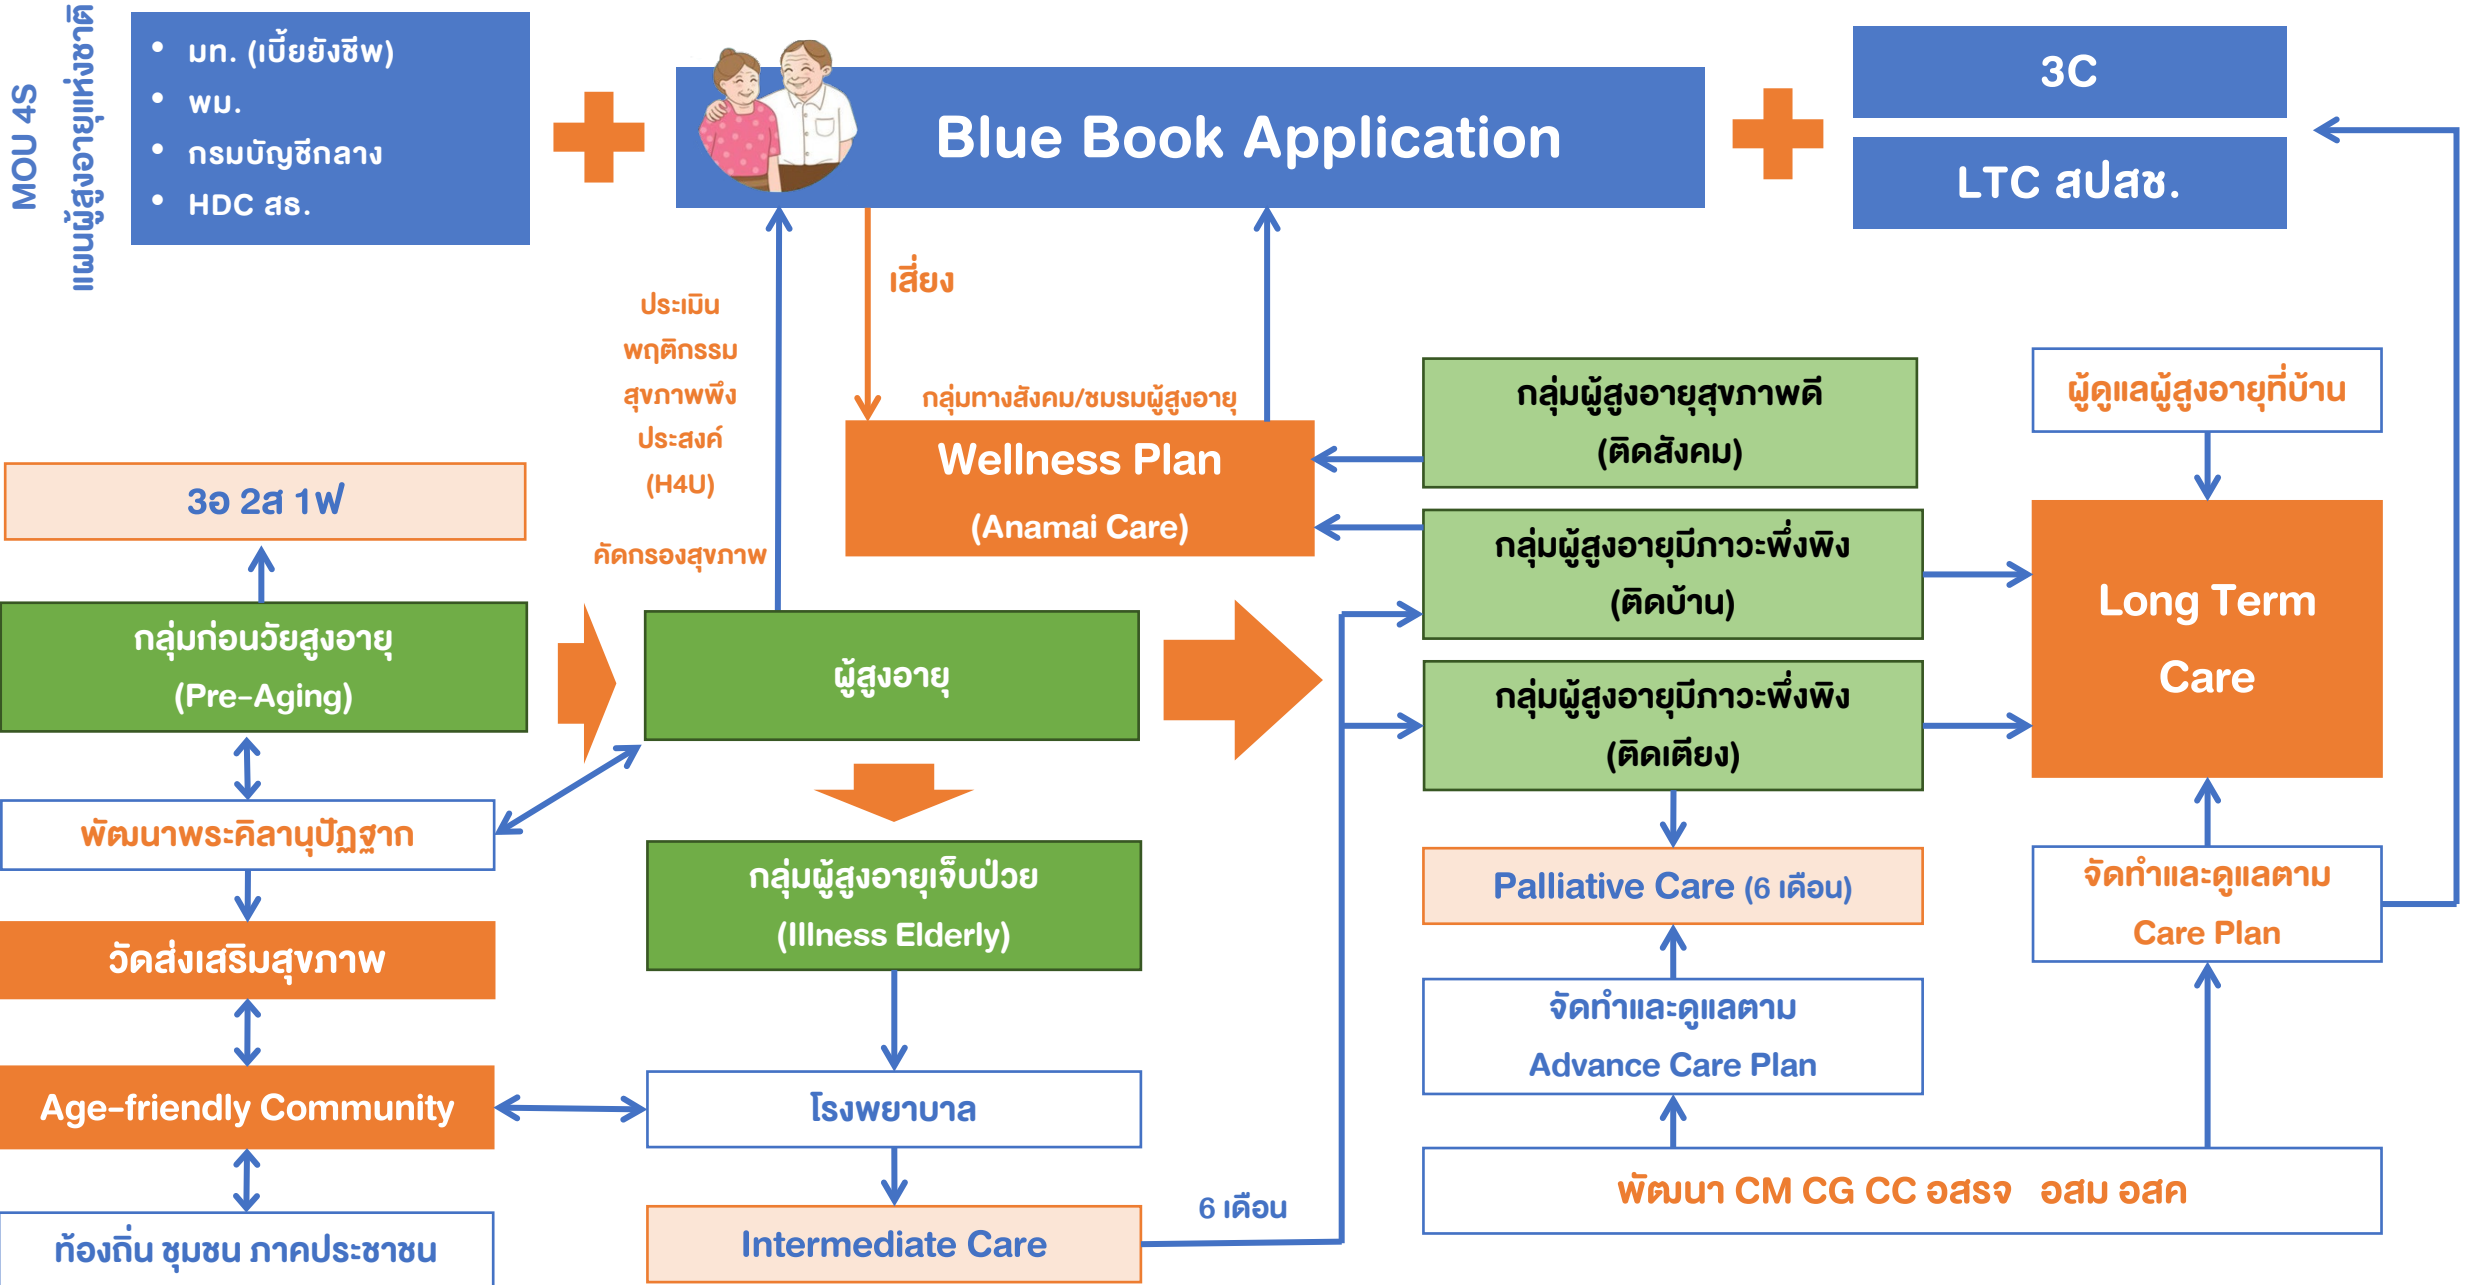 MOU 4S
แผนผู้สูงอายุแห่งชาติ
• มท. (เบี้ยยังชีพ)
• พม.
• กรมบัญชีกลาง
• HDC สธ.
Blue Book Application
3C
LTC สปสช.
เสี่ยง
ประเมิน
พฤติกรรม
สุขภาพพึง
ประสงค์
(H4U)
คัดกรองสุขภาพ
กลุ่มทางสังคม/ชมรมผู้สูงอายุ
Wellness Plan
(Anamai Care)
กลุ่มผู้สูงอายุสุขภาพดี
(ติดสังคม)
ผู้ดูแลผู้สูงอายุที่บ้าน
3อ 2ส 1ฟ
กลุ่มผู้สูงอายุมีภาวะพึ่งพิง
(ติดบ้าน)
Long Term
Care
กลุ่มก่อนวัยสูงอายุ
(Pre-Aging)
ผู้สูงอายุ
กลุ่มผู้สูงอายุมีภาวะพึ่งพิง
(ติดเตียง)
พัฒนาพระคิลานุปัฏฐาก
กลุ่มผู้สูงอายุเจ็บป่วย
(Illness Elderly)
Palliative Care (6 เดือน)
จัดทำและดูแลตาม
Care Plan
วัดส่งเสริมสุขภาพ
จัดทำและดูแลตาม
Advance Care Plan
Age-friendly Community
โรงพยาบาล
พัฒนา CM CG CC อสรจ อสม อสค
ท้องถิ่น ชุมชน ภาคประชาชน
Intermediate Care
6 เดือน